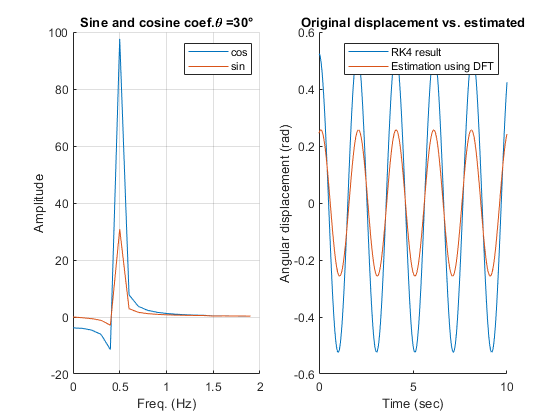 Sine and cosine coef.θ =30°
Original displacement vs. estimated
cos
sin
RK4 result
Estimation using DFT
Amplitude
100
80
60
40
20
0
-20
0
0.5
1
1.5
2
Freq. (Hz)
Angular displacement (rad)
0.6
0.4
0.2
0
-0.2
-0.4
-0.6
0
5
10
Time (sec)